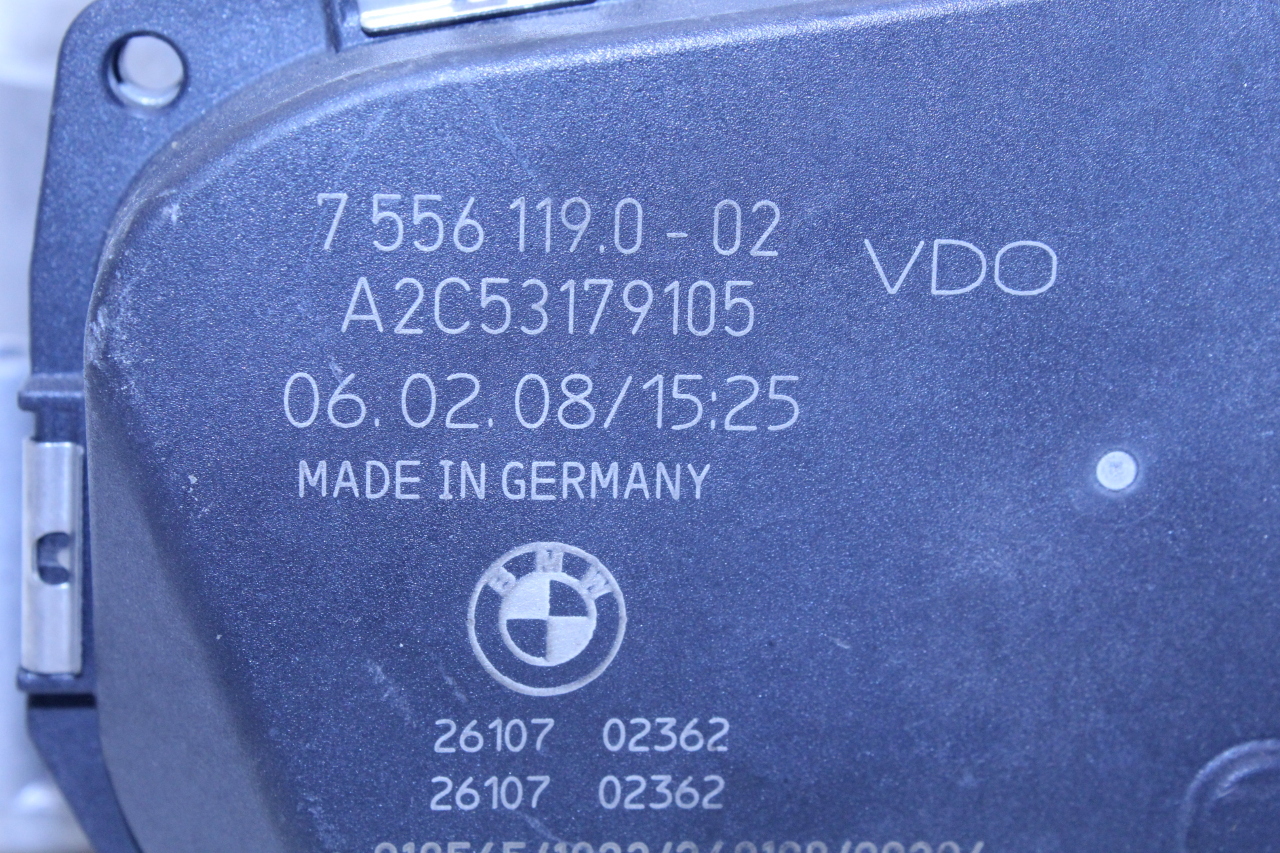 7 556 119.0 - 02
VDO
A2C53179105
06.02.08/15:25
MADE IN GERMANY
BMW
26107 02362
26107 02362